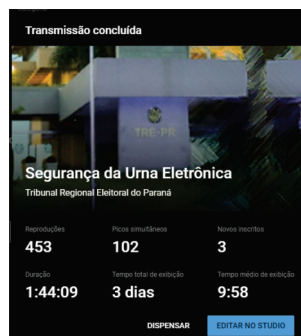 Transmissão concluída
TRE-PR
Segurança da Urna Eletrônica
Tribunal Regional Eleitoral do Paraná
Reproduções Picos simultâneos Novos inscritos
453 102 3
Duração Tempo total de exibição Tempo médio de exibição
1:44:09 3 dias 9:58
DISPENSAR EDITAR NO STUDIO